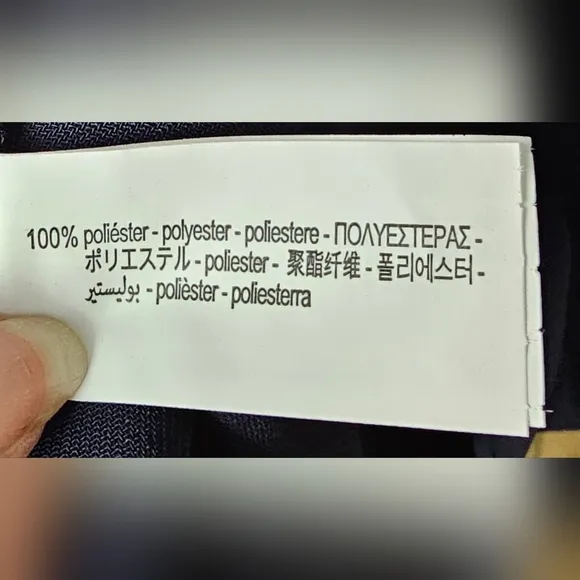 100% poliéster - polyester - poliestere - ΠΟΛΥΕΣΤΕΡΑΣ -
ポリエステル - poliester - 聚酯纤维 - 폴리에스터 -
بوليستير - polièster - poliesterra